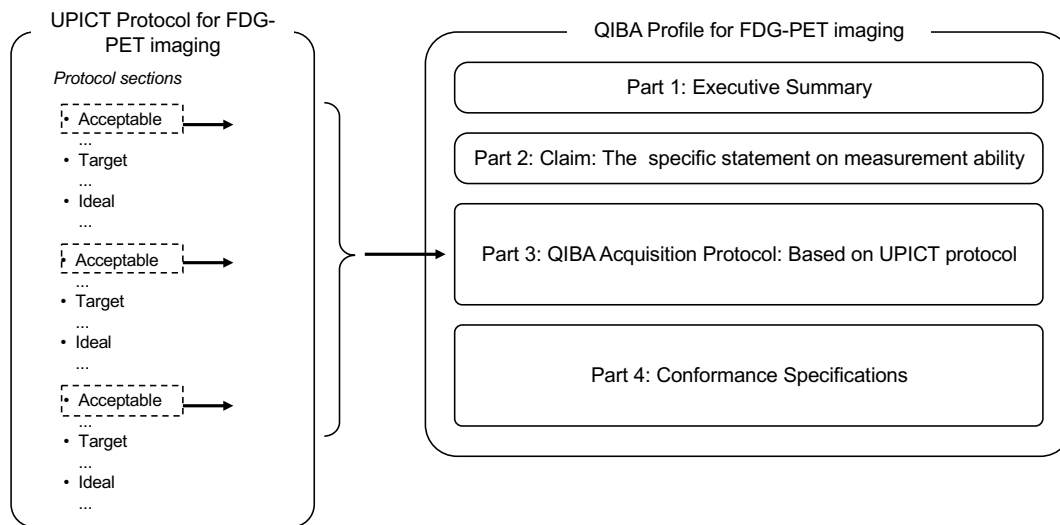 UPICT Protocol for FDG-
PET imaging
Protocol sections
• Acceptable
...
• Target
...
• Ideal
...
• Acceptable
...
• Target
...
• Ideal
...
• Acceptable
...
• Target
...
• Ideal
...
QIBA Profile for FDG-PET imaging
Part 1: Executive Summary
Part 2: Claim: The specific statement on measurement ability
Part 3: QIBA Acquisition Protocol: Based on UPICT protocol
Part 4: Conformance Specifications